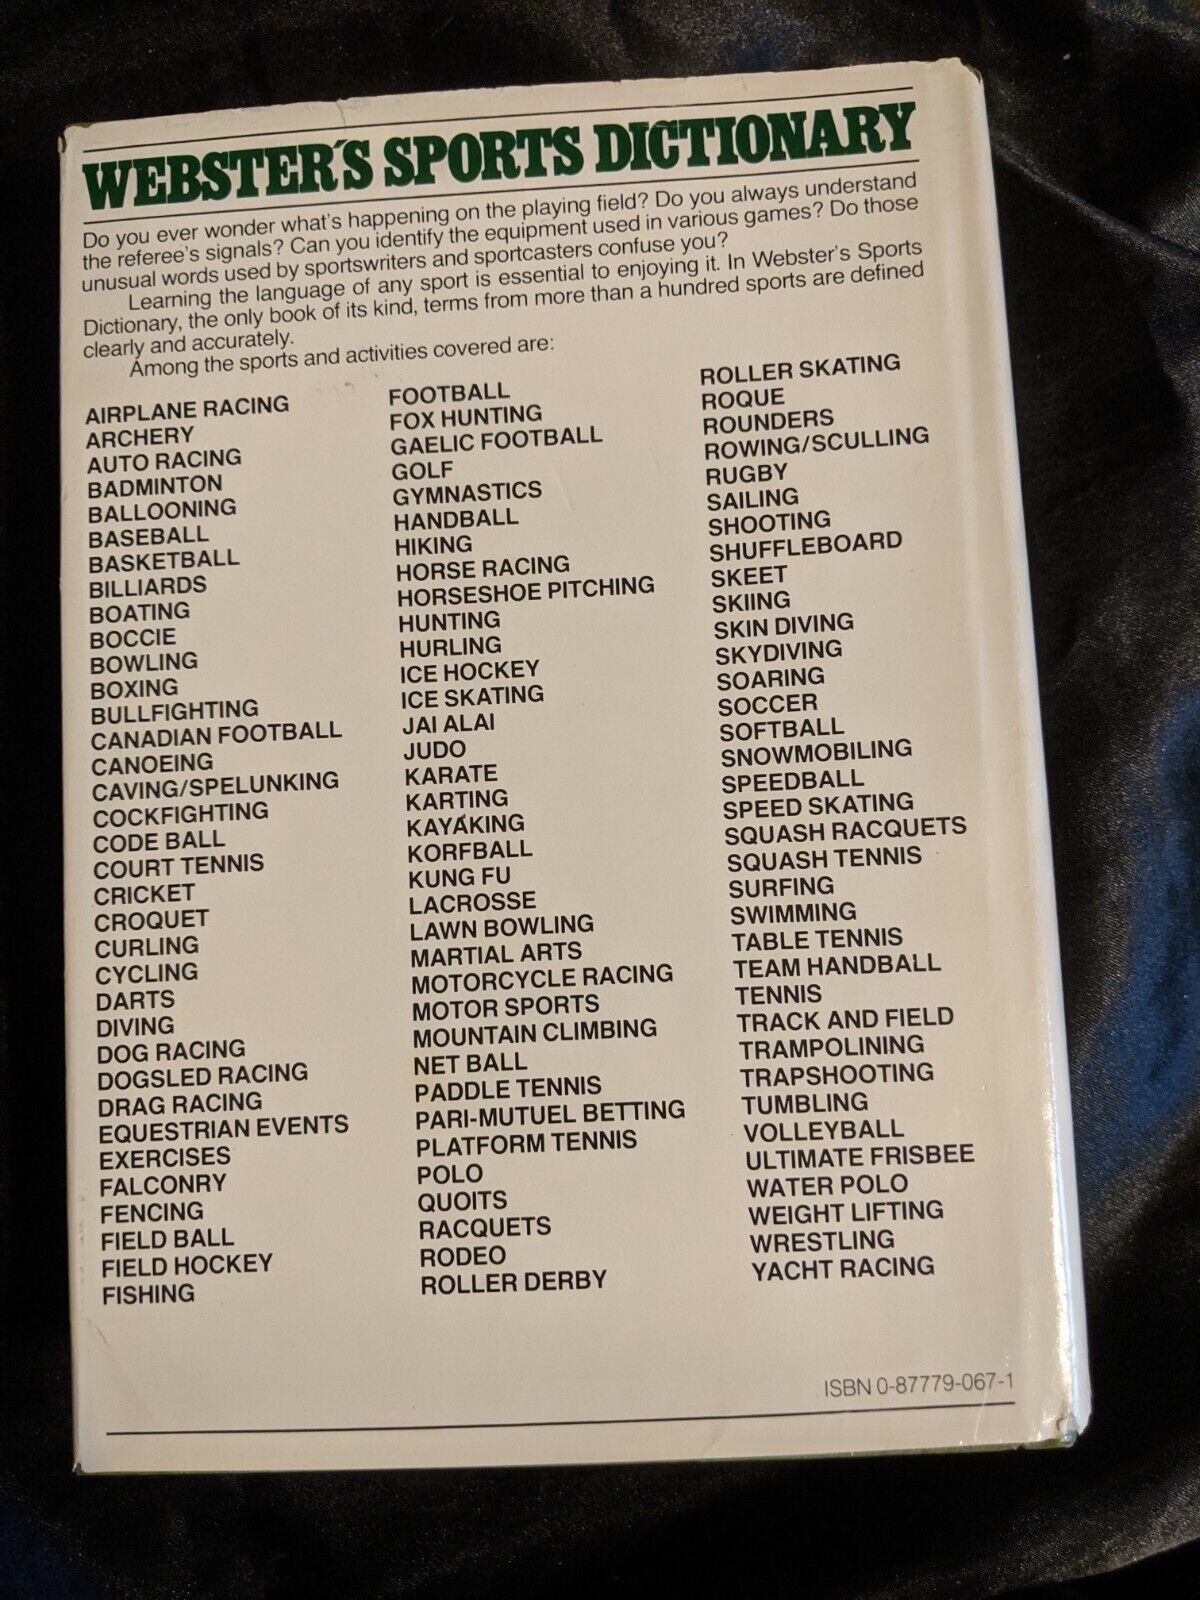 WEBSTER'S SPORTS DICTIONARY
Do you ever wonder what's happening on the playing field? Do you always understand
the referee's signals? Can you identify the equipment used in various games? Do those
unusual words used by sportswriters and sportcasters confuse you?
Learning the language of any sport is essential to enjoying it. In Webster's Sports
Dictionary, the only book of its kind, terms from more than a hundred sports are defined
clearly and accurately.
Among the sports and activities covered are:
AIRPLANE RACING
ARCHERY
AUTO RACING
BADMINTON
BALLOONING
BASEBALL
BASKETBALL
BILLIARDS
BOATING
BOCCIE
BOWLING
BOXING
BULLFIGHTING
CANADIAN FOOTBALL
CANOEING
CAVING/SPELUNKING
COCKFIGHTING
CODE BALL
COURT TENNIS
CRICKET
CROQUET
CURLING
CYCLING
DARTS
DIVING
DOG RACING
DOGSLED RACING
DRAG RACING
EQUESTRIAN EVENTS
EXERCISES
FALCONRY
FENCING
FIELD BALL
FIELD HOCKEY
FISHING
FOOTBALL
FOX HUNTING
GAELIC FOOTBALL
GOLF
GYMNASTICS
HANDBALL
HIKING
HORSE RACING
HORSESHOE PITCHING
HUNTING
HURLING
ICE HOCKEY
ICE SKATING
JAI ALAI
JUDO
KARATE
KARTING
KAYAKING
KORFBALL
KUNG FU
LACROSSE
LAWN BOWLING
MARTIAL ARTS
MOTORCYCLE RACING
MOTOR SPORTS
MOUNTAIN CLIMBING
NET BALL
PADDLE TENNIS
PARI-MUTUEL BETTING
PLATFORM TENNIS
POLO
QUOITS
RACQUETS
RODEO
ROLLER DERBY
ROLLER SKATING
ROQUE
ROUNDERS
ROWING/SCULLING
RUGBY
SAILING
SHOOTING
SHUFFLEBOARD
SKEET
SKIING
SKIN DIVING
SKYDIVING
SOARING
SOCCER
SOFTBALL
SNOWMOBILING
SPEEDBALL
SPEED SKATING
SQUASH RACQUETS
SQUASH TENNIS
SURFING
SWIMMING
TABLE TENNIS
TEAM HANDBALL
TENNIS
TRACK AND FIELD
TRAMPOLINING
TRAPSHOOTING
TUMBLING
VOLLEYBALL
ULTIMATE FRISBEE
WATER POLO
WEIGHT LIFTING
WRESTLING
YACHT RACING
ISBN 0-87779-067-1